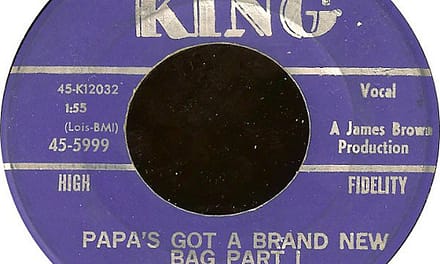 KING
45-K12032
1:55
(Lois-BMI)
45-5999
Vocal
A James Brown
Production
HIGH
FIDELITY
PAPA'S GOT A BRAND NEW
BAG PART I